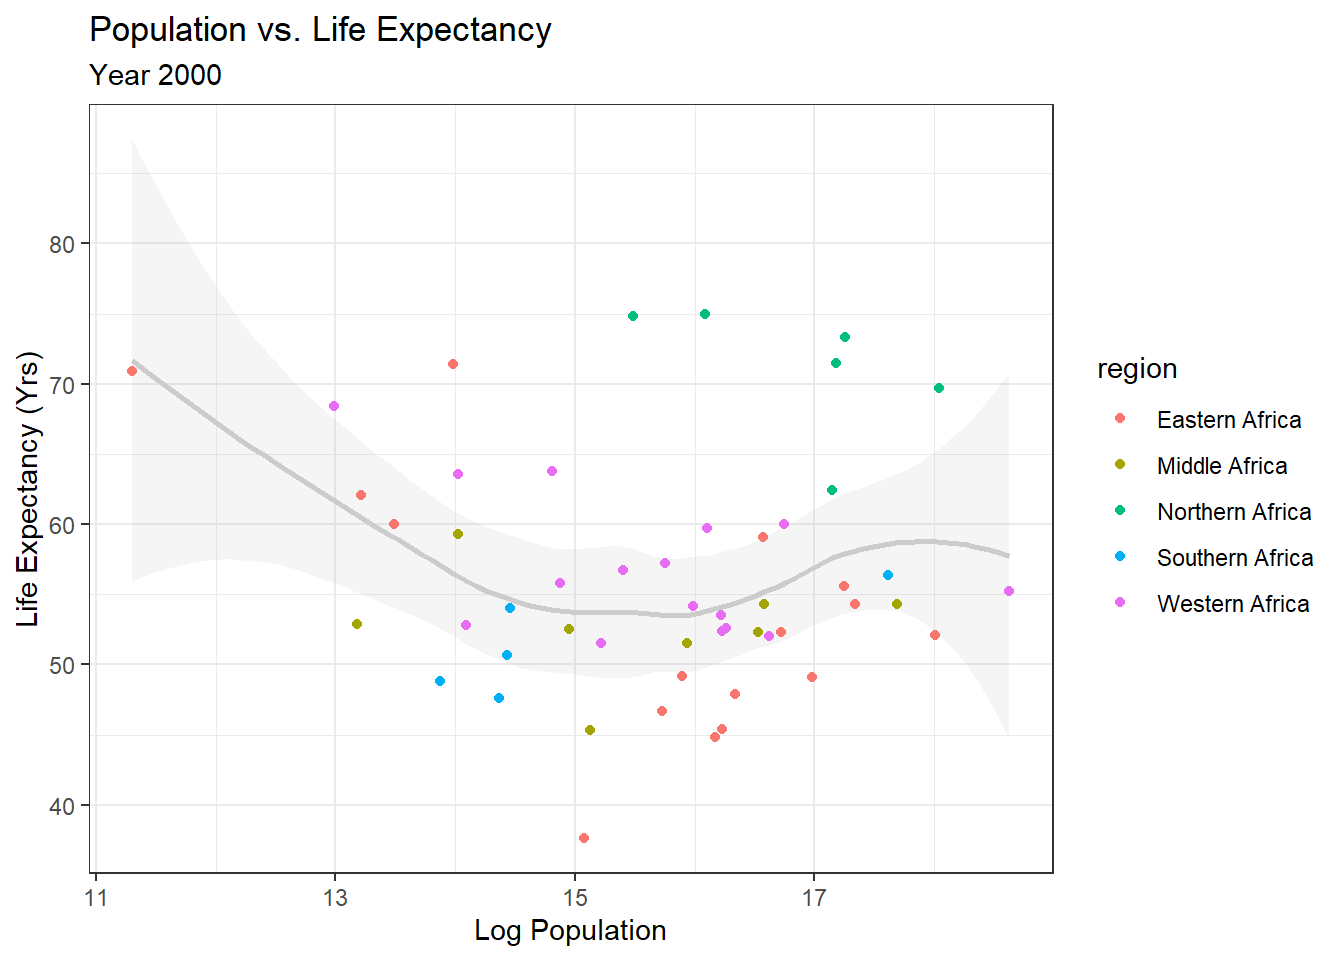 Population vs. Life Expectancy
Year 2000
Life Expectancy (Yrs)
80
70
60
50
40
11
13
15
17
Log Population
region
Eastern Africa
Middle Africa
Northern Africa
Southern Africa
Western Africa